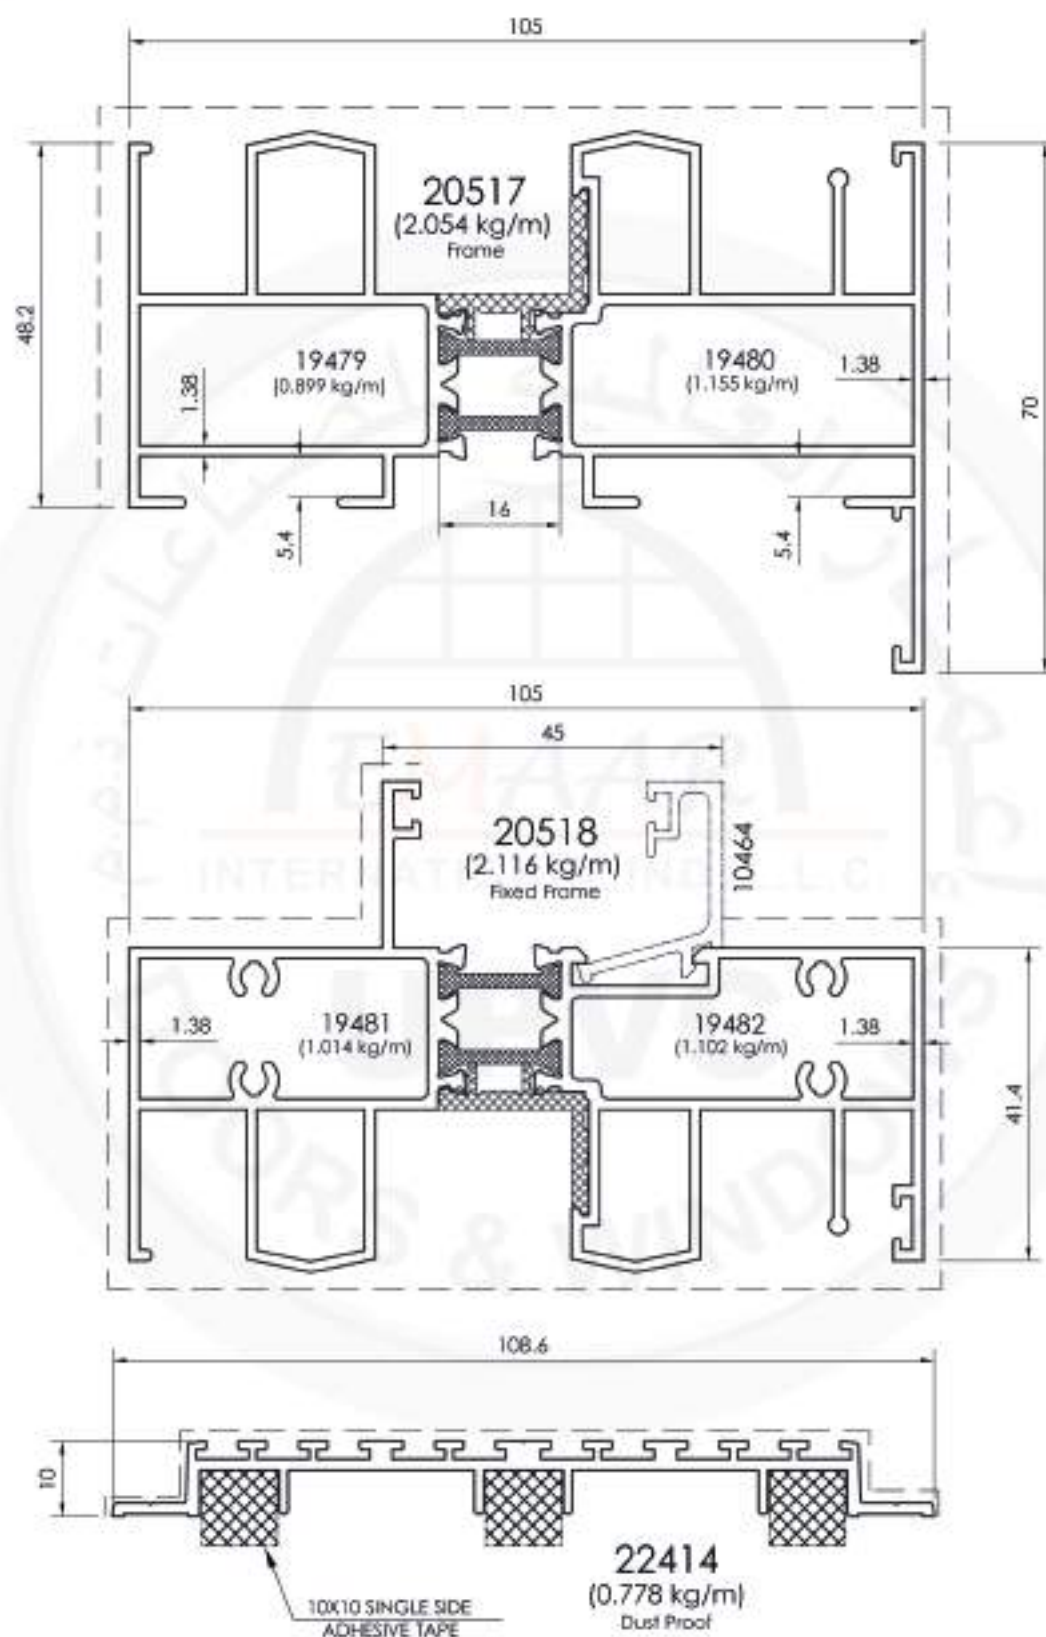 105
20517
(2.054 kg/m)
Frame
48.2
19479
(0.899 kg/m)
1.38
19480
(1.155 kg/m)
1.38
70
16
5.4
5.4
105
45
20518
(2.116 kg/m)
Fixed Frame
10464
EMAAR
1.38
19481
(1.014 kg/m)
19482
(1.102 kg/m)
1.38
41.4
DOORS & WINDOWS
108.6
10
22414
(0.778 kg/m)
Dust Proof
10X10 SINGLE SIDE
ADHESIVE TAPE